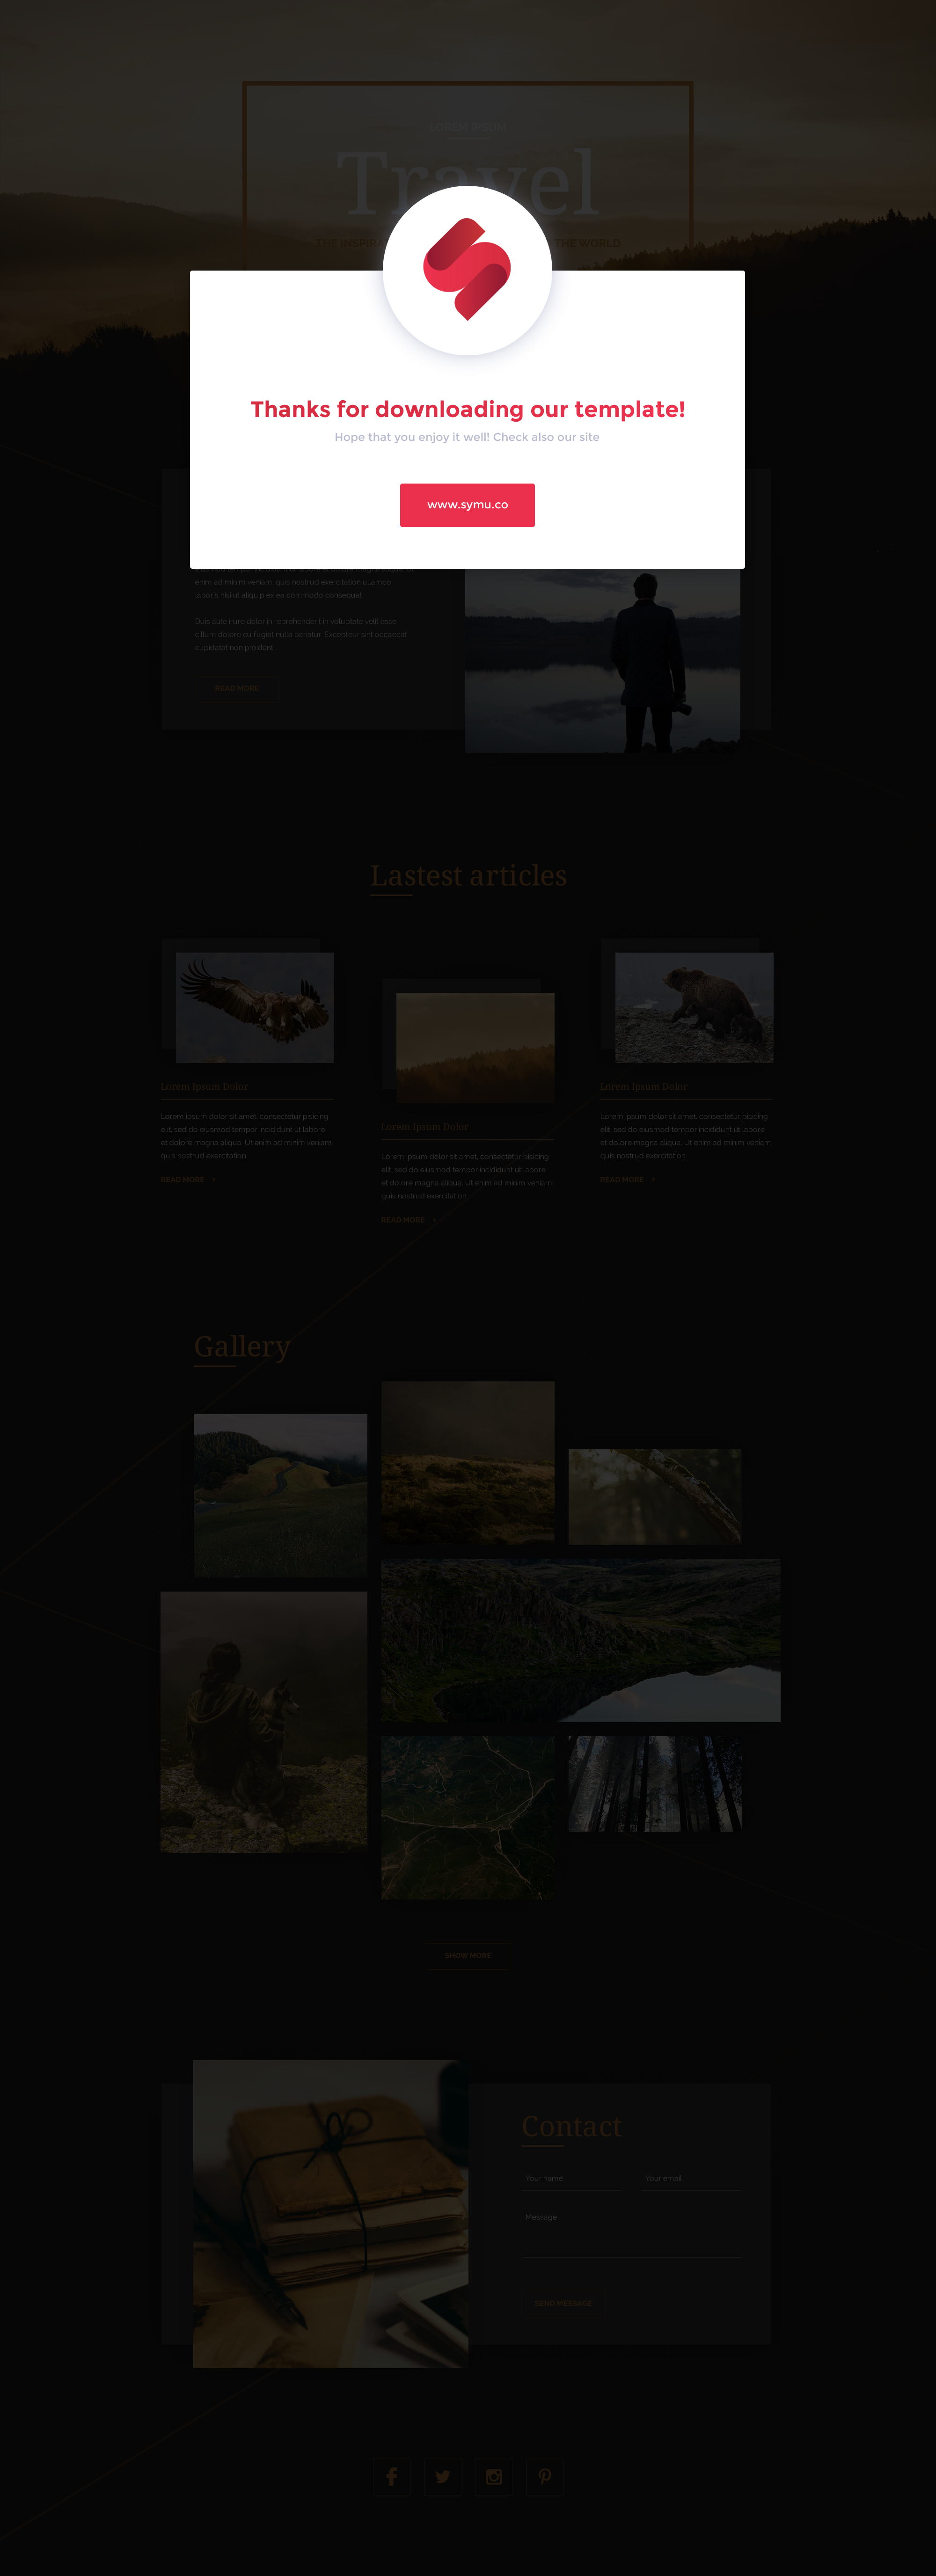 LOREM IPSUM
Travel
THE INSPIRA
THE WORLD
Thanks for downloading our template!
Hope that you enjoy it well! Check also our site
www.symu.co
enim ad minim veniam, quis nostrud exercitation ullamco
laboris nisi ut aliquip ex ea commodo consequat.
Duis aute irure dolor in reprehenderit in voluptate velit esse
cillum dolore eu fugiat nulla pariatur. Excepteur sint occaecat
cupidatat non proident.
READ MORE
Lastest articles
Lorem Ipsum Dolor
Lorem ipsum dolor sit amet, consectetur pisicing
elit, sed do eiusmod tempor incididunt ut labore
et dolore magna aliqua. Ut enim ad minim veniam
quis nostrud exercitation.
READ MORE
Lorem Ipsum Dolor
Lorem ipsum dolor sit amet, consectetur pisicing
elit, sed do eiusmod tempor incididunt ut labore
et dolore magna aliqua. Ut enim ad minim veniam
quis nostrud exercitation.
READ MORE
Lorem Ipsum Dolor
Lorem ipsum dolor sit amet, consectetur pisicing
elit, sed do eiusmod tempor incididunt ut labore
et dolore magna aliqua. Ut enim ad minim veniam
quis nostrud exercitation.
READ MORE
Gallery
SHOW MORE
Contact
Your name
Your email
Message
SEND MESSAGE